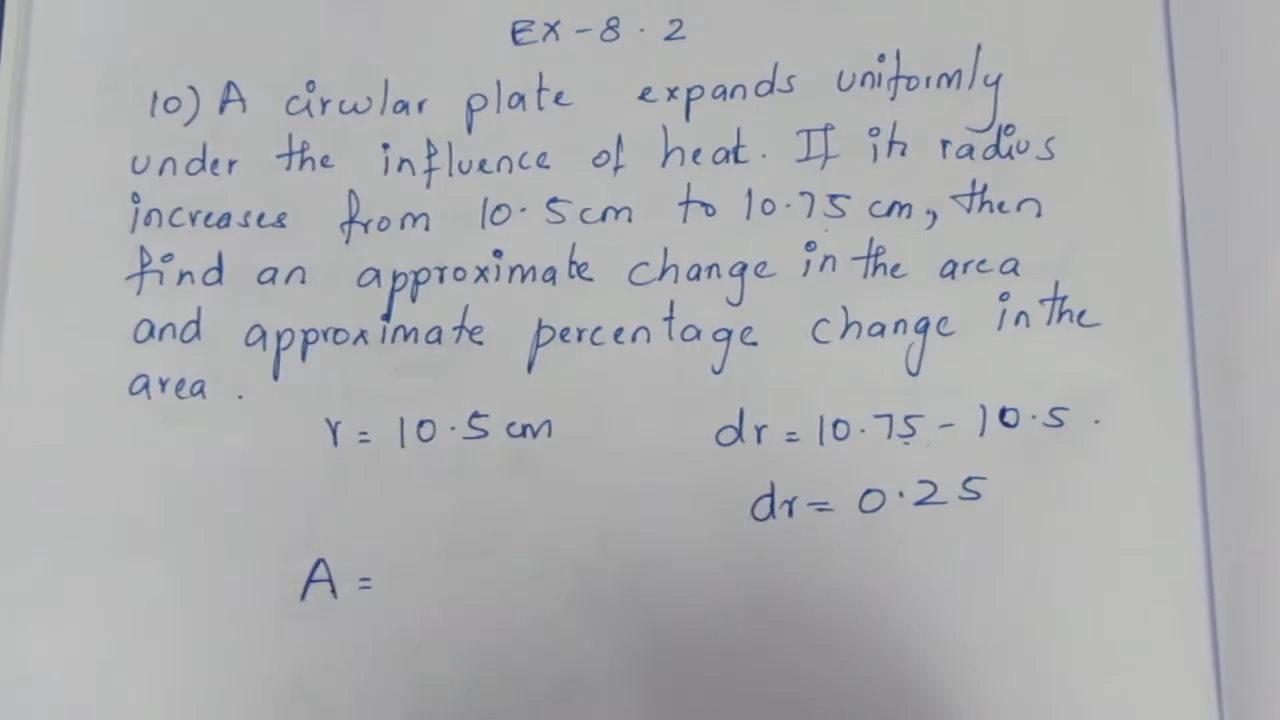 EX-8.2
10) A circular plate expands uniformly
under the influence of heat. If its radius
increases from 10.5cm to 10.75 cm, then
find an approximate change in the area
and approximate percentage change in the
area.
r = 10.5 cm dr = 10.75 - 10.5.
dr = 0.25
A =